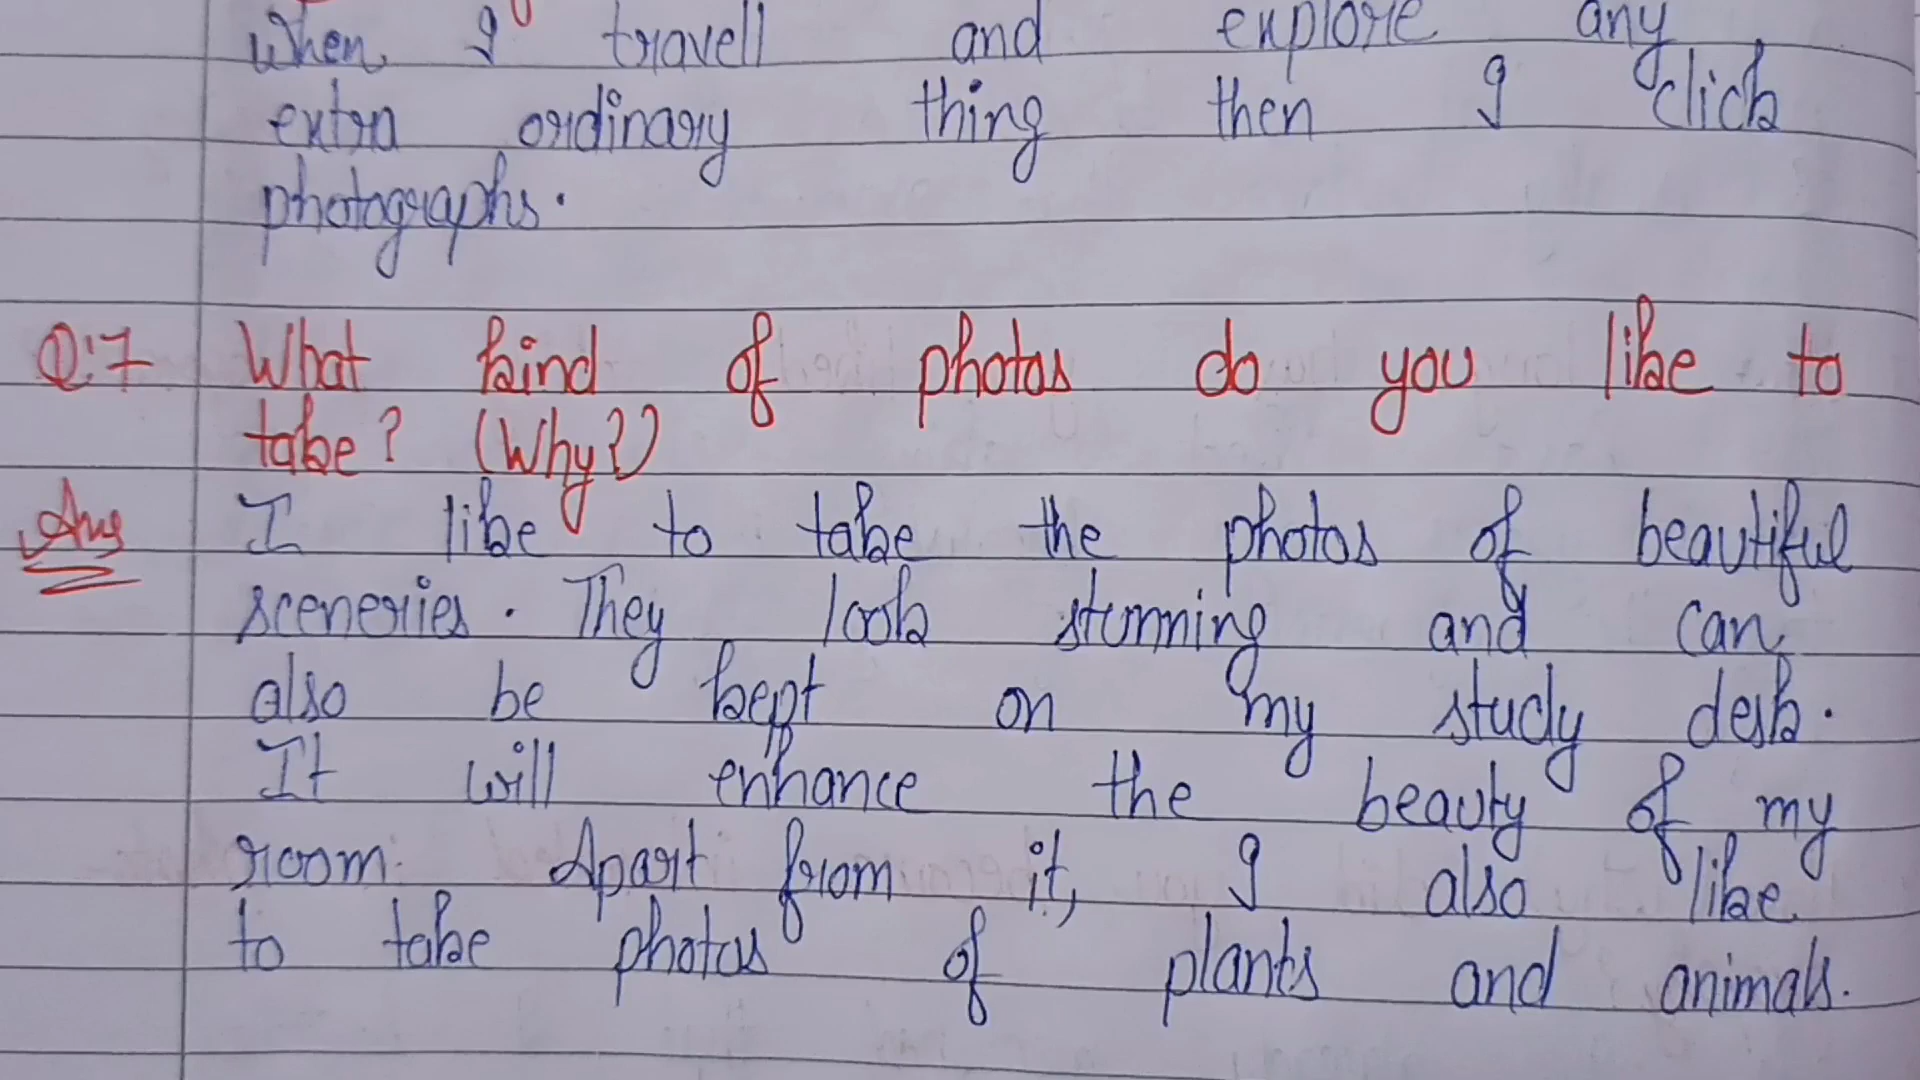 when I travell and explore any
extra ordinary thing then I click
photographs.
Q:7 What kind of photos do you like to
take? (Why?)
Ans I like to take the photos of beautiful
sceneries. They look stunning and can
also be kept on my study desk.
It will enhance the beauty of my
room. Apart from it, I also like
to take photos of plants and animals.